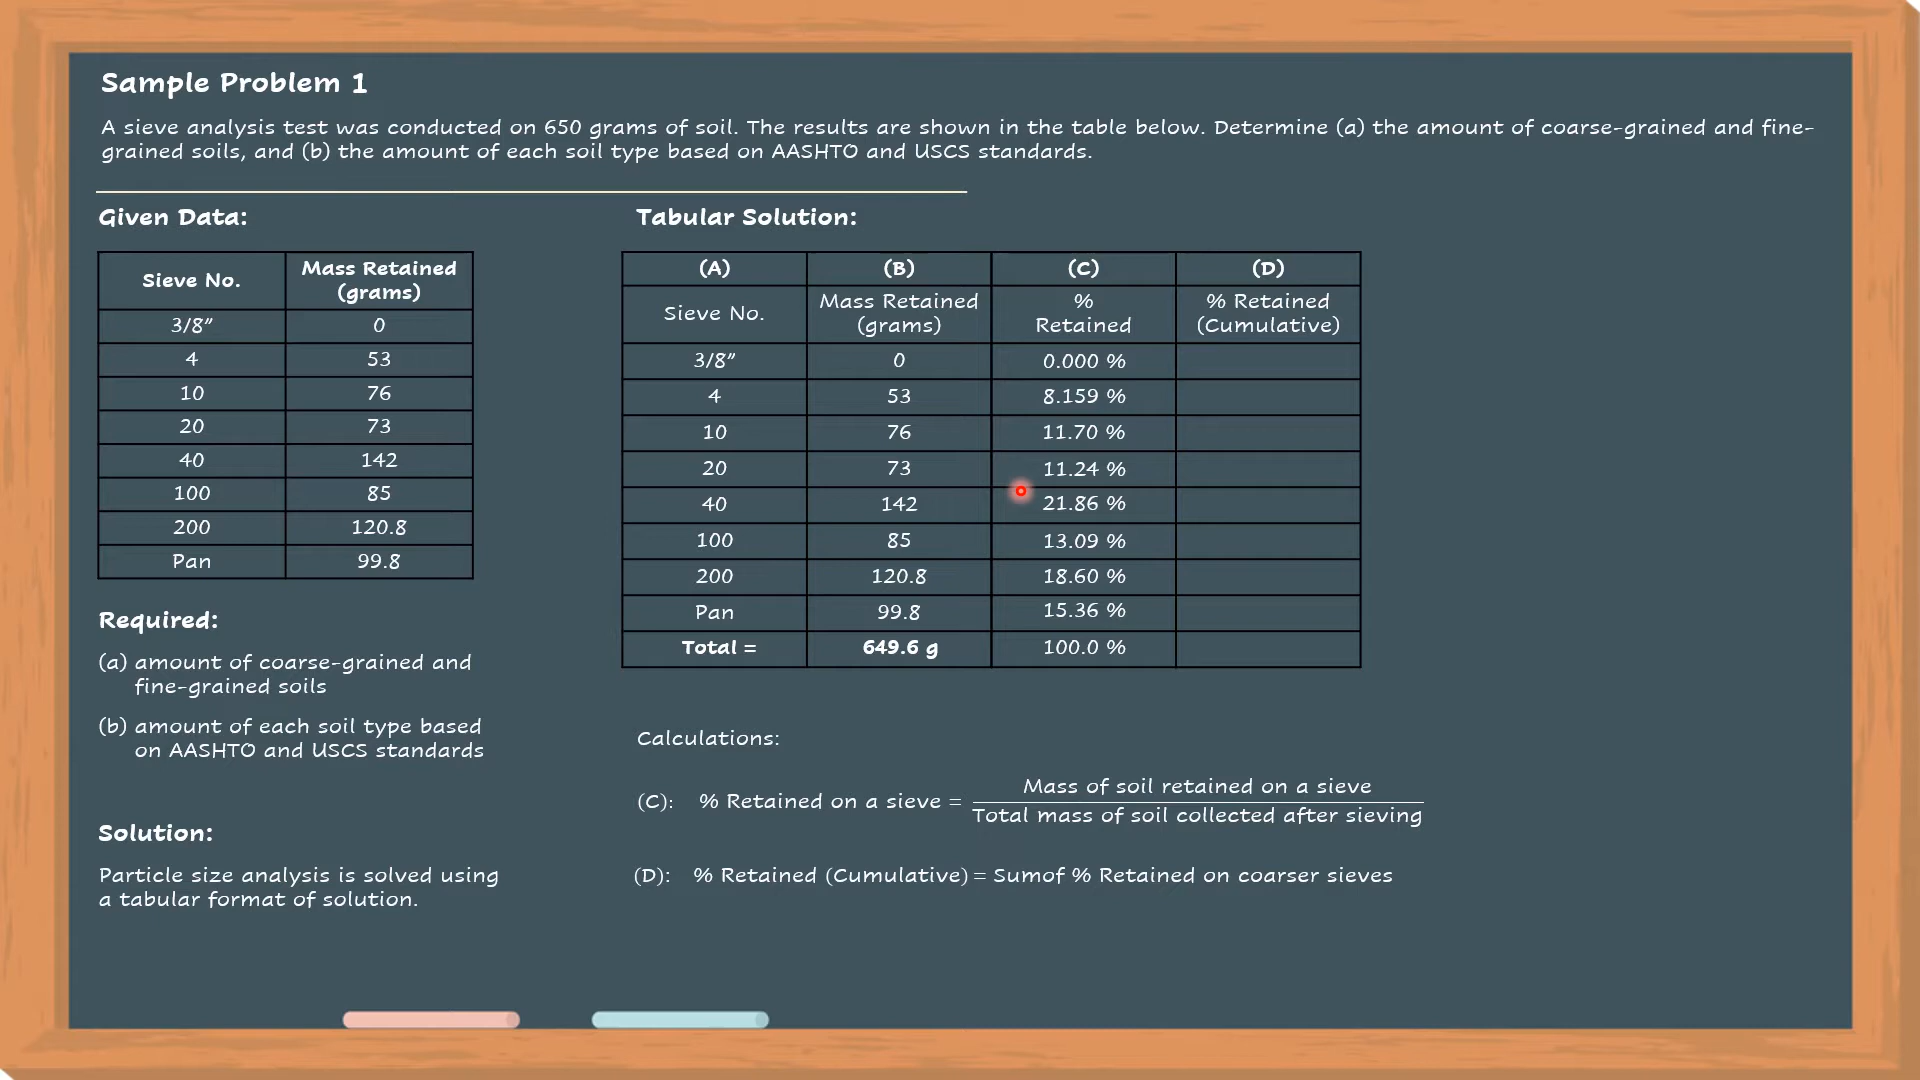 Sample Problem 1
A sieve analysis test was conducted on 650 grams of soil. The results are shown in the table below. Determine (a) the amount of coarse-grained and fine-
grained soils, and (b) the amount of each soil type based on AASHTO and USCS standards.
Given Data:
Sieve No. Mass Retained (grams)
3/8” 0
4 53
10 76
20 73
40 142
100 85
200 120.8
Pan 99.8
Required:
(a) amount of coarse-grained and
fine-grained soils
(b) amount of each soil type based
on AASHTO and USCS standards
Solution:
Particle size analysis is solved using
a tabular format of solution.
Tabular Solution:
(A) (B) (C) (D)
Sieve No. Mass Retained (grams) % Retained % Retained (Cumulative)
3/8” 0 0.000 %
4 53 8.159 %
10 76 11.70 %
20 73 11.24 %
40 142 21.86 %
100 85 13.09 %
200 120.8 18.60 %
Pan 99.8 15.36 %
Total = 649.6 g 100.0 %
Calculations:
(C): % Retained on a sieve = Mass of soil retained on a sieve
Total mass of soil collected after sieving
(D): % Retained (Cumulative) = Sumof % Retained on coarser sieves